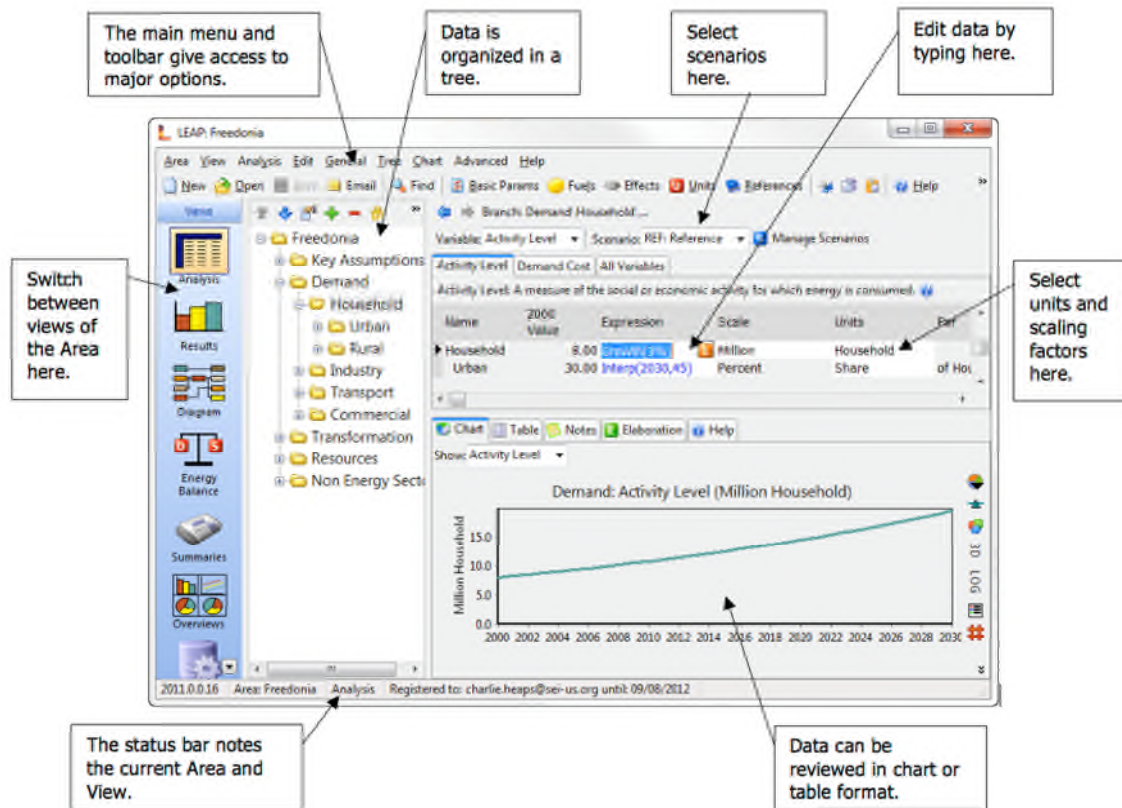 The main menu and
toolbar give access to
major options.
Data is
organized in a
tree.
Select
scenarios
here.
Edit data by
typing here.
LEAP: Freedonia
Area View Analysis Edit General Tree Chart Advanced Help
New Open Save Email Find Basic Params Fuels Effects Units References Help
Views
Branch: Demand\Household ...
Freedonia
Key Assumptions
Demand
Household
Urban
Rural
Industry
Transport
Commercial
Transformation
Resources
Non Energy Secto
Variable: Activity Level Scenario: REF: Reference Manage Scenarios
Activity Level Demand Cost All Variables
Activity Level: A measure of the social or economic activity for which energy is consumed.
Name 2000 Value Expression Scale Units Per
Household 8.00 Growth(3%) Million Household
Urban 30.00 Interp(2030,45) Percent Share of Hou
Switch
between
views of
the Area
here.
Analysis
Results
Diagram
Energy
Balance
Summaries
Overviews
Select
units and
scaling
factors
here.
Chart Table Notes Elaboration Help
Show: Activity Level
Demand: Activity Level (Million Household)
Million Household
15.0
10.0
5.0
0.0
2000 2002 2004 2006 2008 2010 2012 2014 2016 2018 2020 2022 2024 2026 2028 2030
3D
LOG
2011.0.0.16 Area: Freedonia Analysis Registered to: charlie.heaps@sei-us.org until: 09/08/2012
The status bar notes
the current Area and
View.
Data can be
reviewed in chart or
table format.